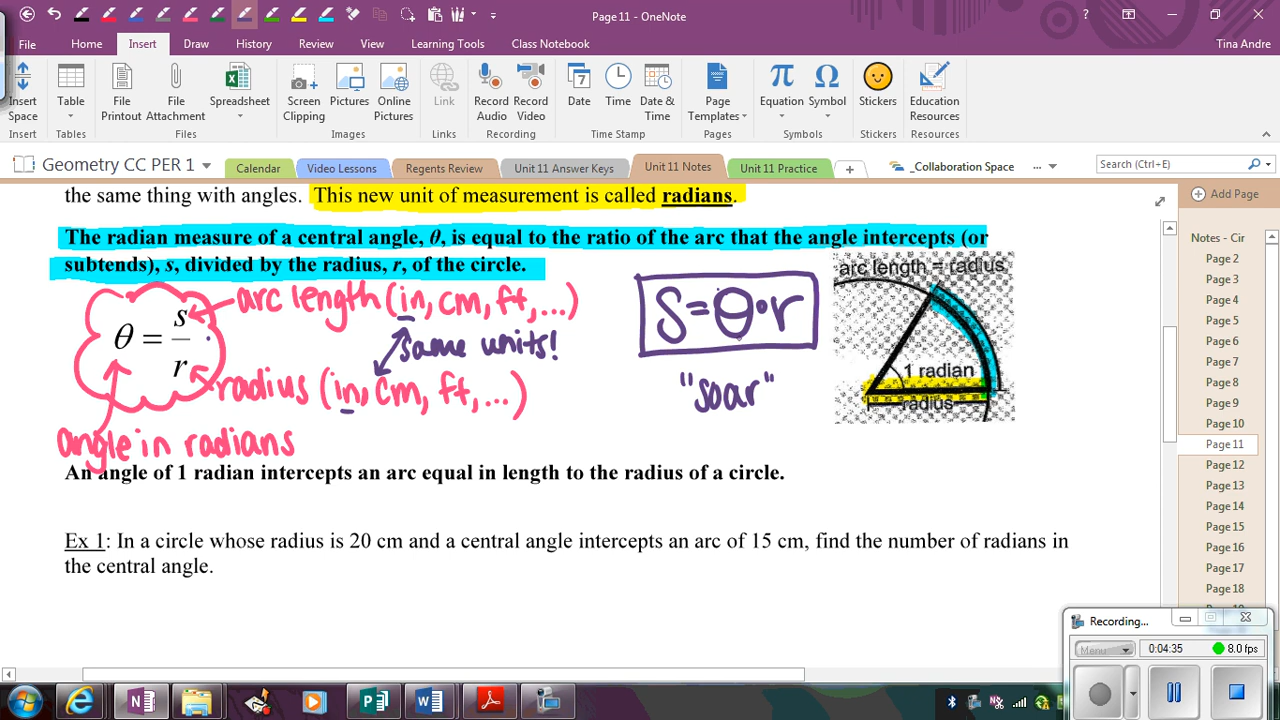 Page 11 - OneNote
?
File
Home
Insert
Draw
History
Review
View
Learning Tools
Class Notebook
Tina Andre
Insert Space
Table
File Printout
File Attachment
Spreadsheet
Screen Clipping
Pictures
Online Pictures
Link
Record Audio
Record Video
Date
Time
Date & Time
Page Templates
Equation
Symbol
Stickers
Education Resources
Insert
Tables
Files
Images
Links
Recording
Time Stamp
Pages
Symbols
Stickers
Resources
Geometry CC PER 1
Calendar
Video Lessons
Regents Review
Unit 11 Answer Keys
Unit 11 Notes
Unit 11 Practice
_Collaboration Space
Search (Ctrl+E)
the same thing with angles. This new unit of measurement is called radians.
The radian measure of a central angle, θ, is equal to the ratio of the arc that the angle intercepts (or
subtends), s, divided by the radius, r, of the circle.
θ = s/r
arc length (in, cm, ft, ...)
same units!
radius (in, cm, ft, ...)
angle in radians
S = θ • r
"soar"
arc length = radius
1 radian
radius
An angle of 1 radian intercepts an arc equal in length to the radius of a circle.
Ex 1: In a circle whose radius is 20 cm and a central angle intercepts an arc of 15 cm, find the number of radians in
the central angle.
Add Page
Notes - Cir
Page 2
Page 3
Page 4
Page 5
Page 6
Page 7
Page 8
Page 9
Page 10
Page 11
Page 12
Page 13
Page 14
Page 15
Page 16
Page 17
Page 18
Recording...
Menu
0:04:35
8.0 fps